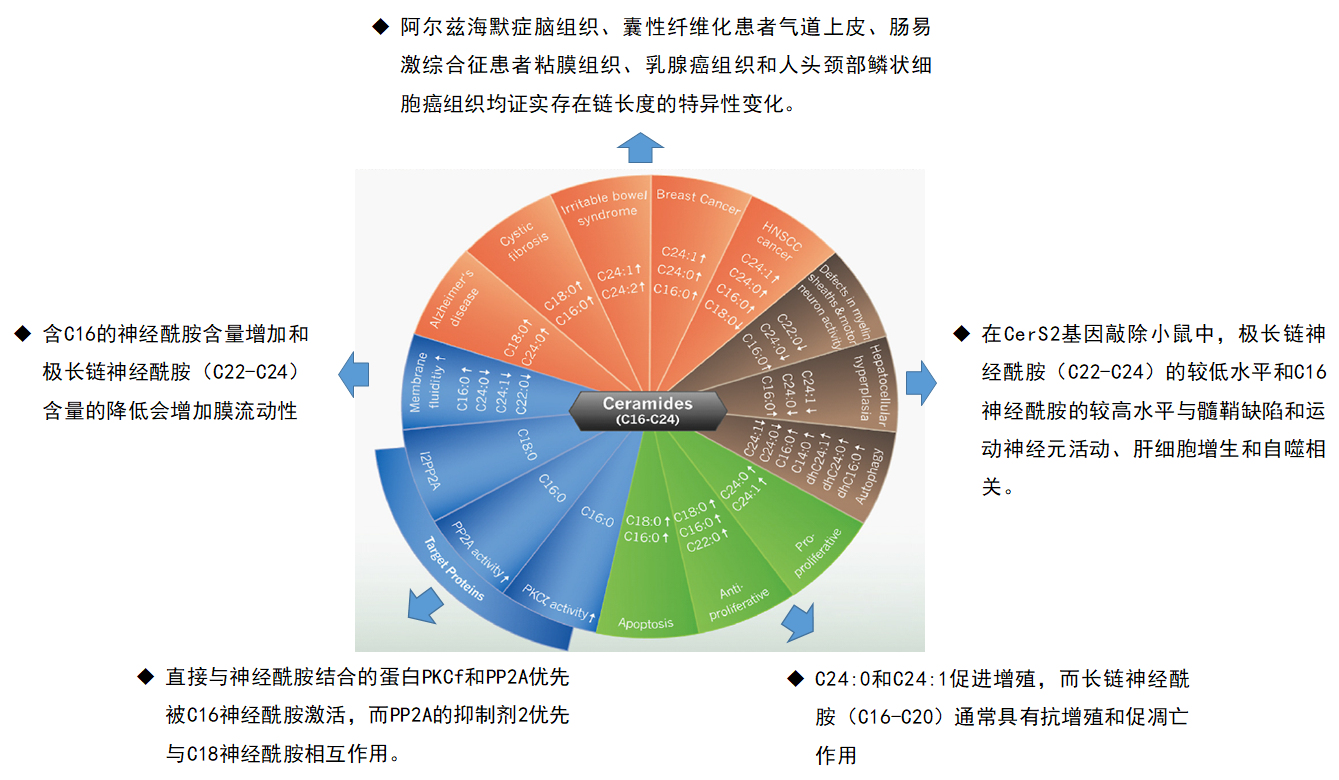 ◆ 阿尔兹海默症脑组织、囊性纤维化患者气道上皮、肠易
激综合征患者粘膜组织、乳腺癌组织和人头颈部鳞状细
胞癌组织均证实存在链长度的特异性变化。
◆ 含C16的神经酰胺含量增加和
极长链神经酰胺（C22-C24）
含量的降低会增加膜流动性
Alzheimer's
disease
C18:0↑
C24:0↑
Cystic
fibrosis
C18:0↑
C16:0↑
Irritable bowel
syndrome
C24:1↑
C24:2↑
Breast Cancer
C24:1↑
C24:0↑
C16:0↑
HNSCC
cancer
C24:1↑
C24:0↑
C16:0↑
C18:0↓
Defects in myelin
sheaths & motor
neuron activity
C22:0↓
C24:0↓
C16:0↑
Hepatocellular
hyperplasia
C24:1↓
C24:0↓
C16:0↑
Autophagy
C24:1↓
C24:0↓
C16:0↑
C14:0↑
dhC24:1↑
dhC24:0↑
dhC16:0↑
Pro-
proliferative
C24:0↑
C24:1↑
Anti-
proliferative
C18:0↑
C16:0↑
C22:0↑
Apoptosis
C18:0↑
C16:0↑
PKCζ activity↑
C16:0
PP2A activity↑
C16:0
I2PP2A
C18:0
Target Proteins
Membrane
fluiditiy↑
C16:0↑
C24:0↓
C24:1↓
C22:0↓
Ceramides
(C16-C24)
◆ 在CerS2基因敲除小鼠中，极长链神
经酰胺（C22-C24）的较低水平和C16
神经酰胺的较高水平与髓鞘缺陷和运
动神经元活动、肝细胞增生和自噬相
关。
◆ 直接与神经酰胺结合的蛋白PKCf和PP2A优先
被C16神经酰胺激活，而PP2A的抑制剂2优先
与C18神经酰胺相互作用。
◆ C24:0和C24:1促进增殖，而长链神经酰
胺（C16-C20）通常具有抗增殖和促凋亡
作用